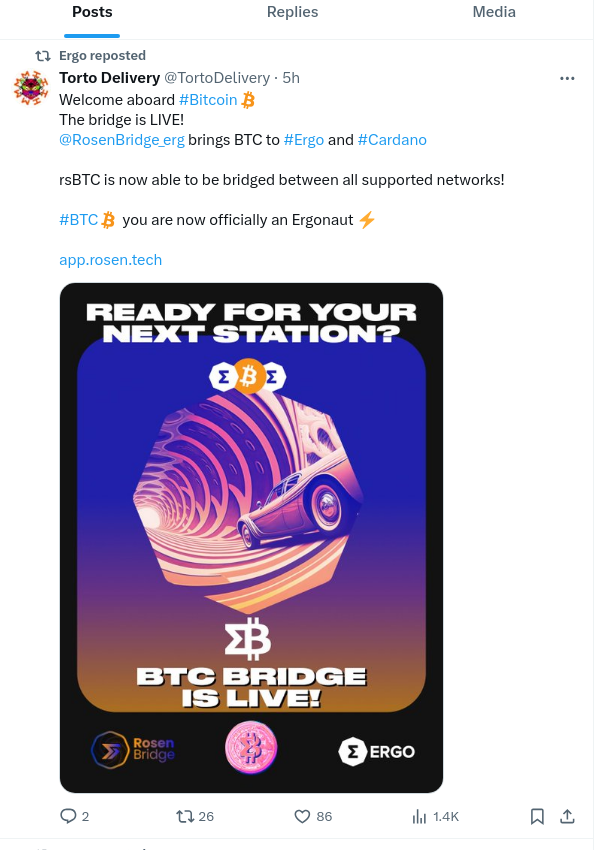 Posts Replies Media
Ergo reposted
Torto Delivery @TortoDelivery · 5h
Welcome aboard #Bitcoin
The bridge is LIVE!
@RosenBridge_erg brings BTC to #Ergo and #Cardano
rsBTC is now able to be bridged between all supported networks!
#BTC you are now officially an Ergonaut ⚡
app.rosen.tech
READY FOR YOUR
NEXT STATION?
Σ ₿ Σ
Σ₿
BTC BRIDGE
IS LIVE!
Rosen
Bridge
₿
Σ ERGO
2 26 86 1.4K